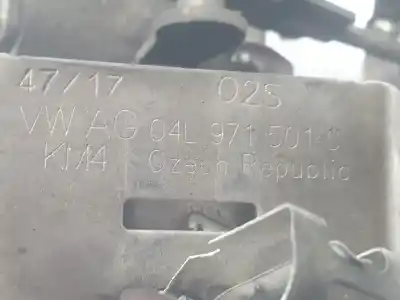 47/17 02S
VW AG 04L 971 501 C
KM4 Czech Republic